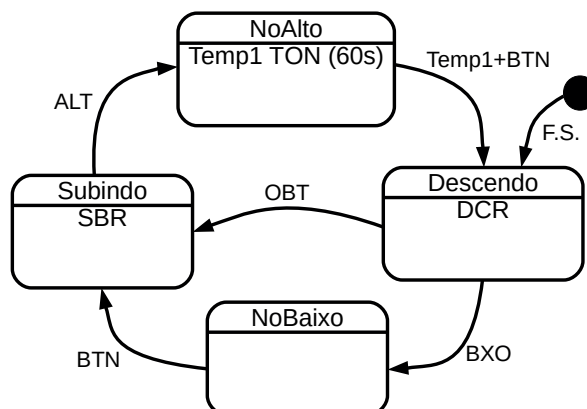 NoAlto
Temp1 TON (60s)
Temp1+BTN
ALT
F.S.
Subindo
SBR
OBT
Descendo
DCR
NoBaixo
BTN
BXO